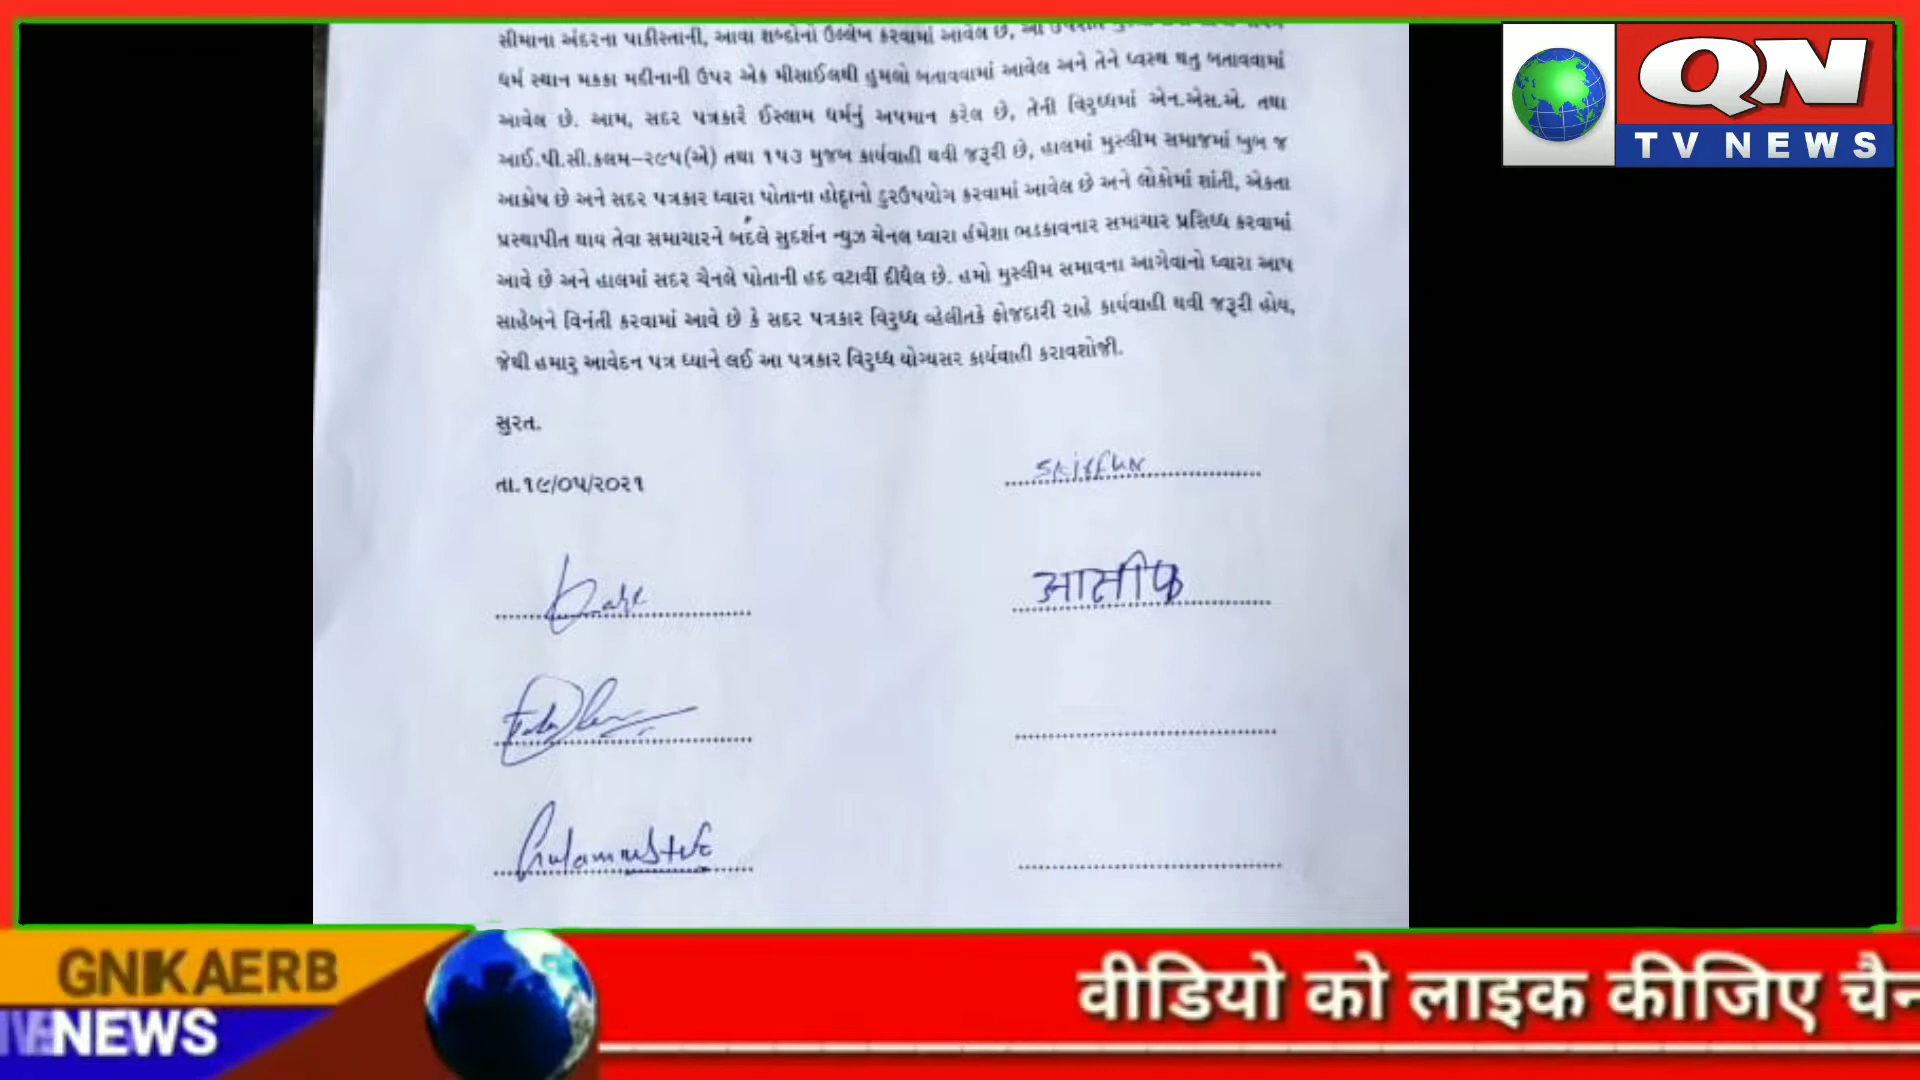 સીમાના અંદરના પાકીસ્તાની, આવા શબ્દોનો ઉલ્લેખ કરવામાં આવેલ છે, આ ઉપરાંત
ધર્મ સ્થાન મક્કા મદીનાની ઉપર એક મીસાઈલથી હુમલો બતાવવામાં આવેલ અને તેને ધ્વસ્થ થતુ બતાવવામાં
આવેલ છે. આમ, સદર પત્રકારે ઈસ્લામ ધર્મનું અપમાન કરેલ છે, તેની વિરુધ્ધમાં એન.એસ.એ. તથા
આઈ.પી.સી.કલમ-૨૯૫(એ) તથા ૧૫૩ મુજબ કાર્યવાહી થવી જરૂરી છે, હાલમાં મુસ્લીમ સમાજમાં ખુબ જ
આક્રોષ છે અને સદર પત્રકાર ધ્વારા પોતાના હોદ્દાનો દુરઉપયોગ કરવામાં આવેલ છે અને લોકોમાં શાંતી, એકતા
પ્રસ્થાપીત થાય તેવા સમાચારને બદલે સુદર્શન ન્યુઝ ચેનલ ધ્વારા હંમેશા ભડકાવનાર સમાચાર પ્રસિધ્ધ કરવામાં
આવે છે અને હાલમાં સદર ચેનલે પોતાની હદ વટાવી દીધેલ છે. હમો મુસ્લીમ સમાવના આગેવાનો ધ્વારા આપ
સાહેબને વિનંતી કરવામાં આવે છે કે સદર પત્રકાર વિરુધ્ધ વ્હેલીતકે ફોજદારી રાહે કાર્યવાહી થવી જરૂરી હોય,
જેથી હમારુ આવેદન પત્ર ધ્યાને લઈ આ પત્રકાર વિરુધ્ધ યોગ્યસર કાર્યવાહી કરાવશોજી.
સુરત.
તા.૧૯/૦૫/૨૦૨૧
आसीफ
QN
TV NEWS
GNIKAERB
NEWS
वीडियो को लाइक कीजिए चैन